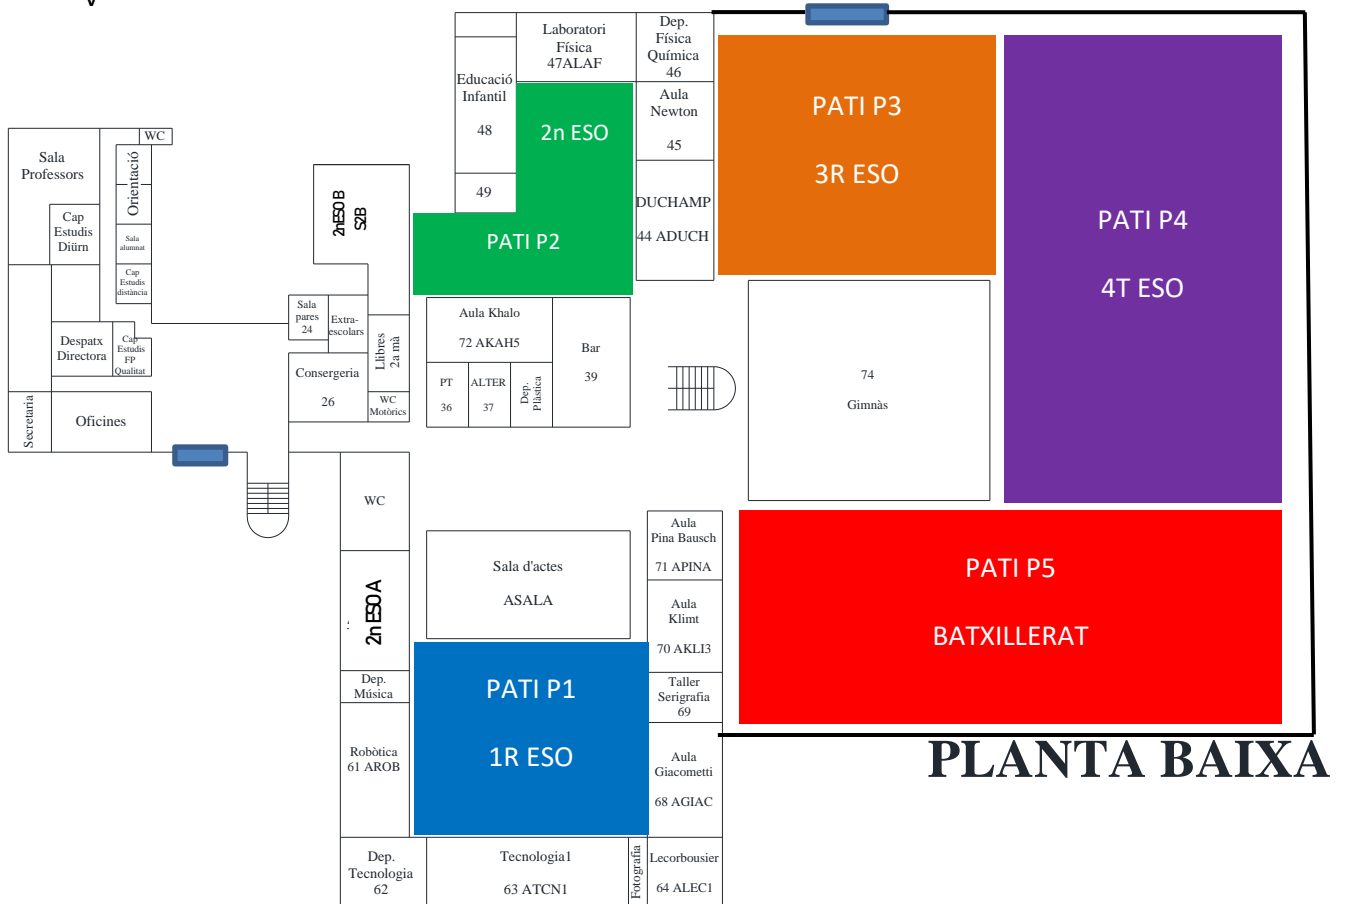 Laboratori
Física
47ALAF
Dep.
Física
Química
46
Educació
Infantil
48
49
2n ESO
PATI P2
Aula
Newton
45
DUCHAMP
44 ADUCH
PATI P3
3R ESO
PATI P4
4T ESO
WC
Sala
Professors
Orientació
Cap
Estudis
Diürn
Sala
alumnat
Cap
Estudis
distància
2nESO B
S2B
Sala
pares
24
Extra-
escolars
Llibres
2a mà
Despatx
Directora
Cap
Estudis
FP
Qualitat
Consergeria
26
WC
Motòrics
Secretaria
Oficines
Aula Khalo
72 AKAH5
PT
36
ALTER
37
Dep.
Plàstica
Bar
39
74
Gimnàs
WC
2n ESO A
Dep.
Música
Robòtica
61 AROB
Sala d'actes
ASALA
PATI P1
1R ESO
Aula
Pina Bausch
71 APINA
Aula
Klimt
70 AKLI3
Taller
Serigrafia
69
Aula
Giacometti
68 AGIAC
PATI P5
BATXILLERAT
PLANTA BAIXA
Dep.
Tecnologia
62
Tecnologia1
63 ATCN1
Fotografia
Lecorbousier
64 ALEC1